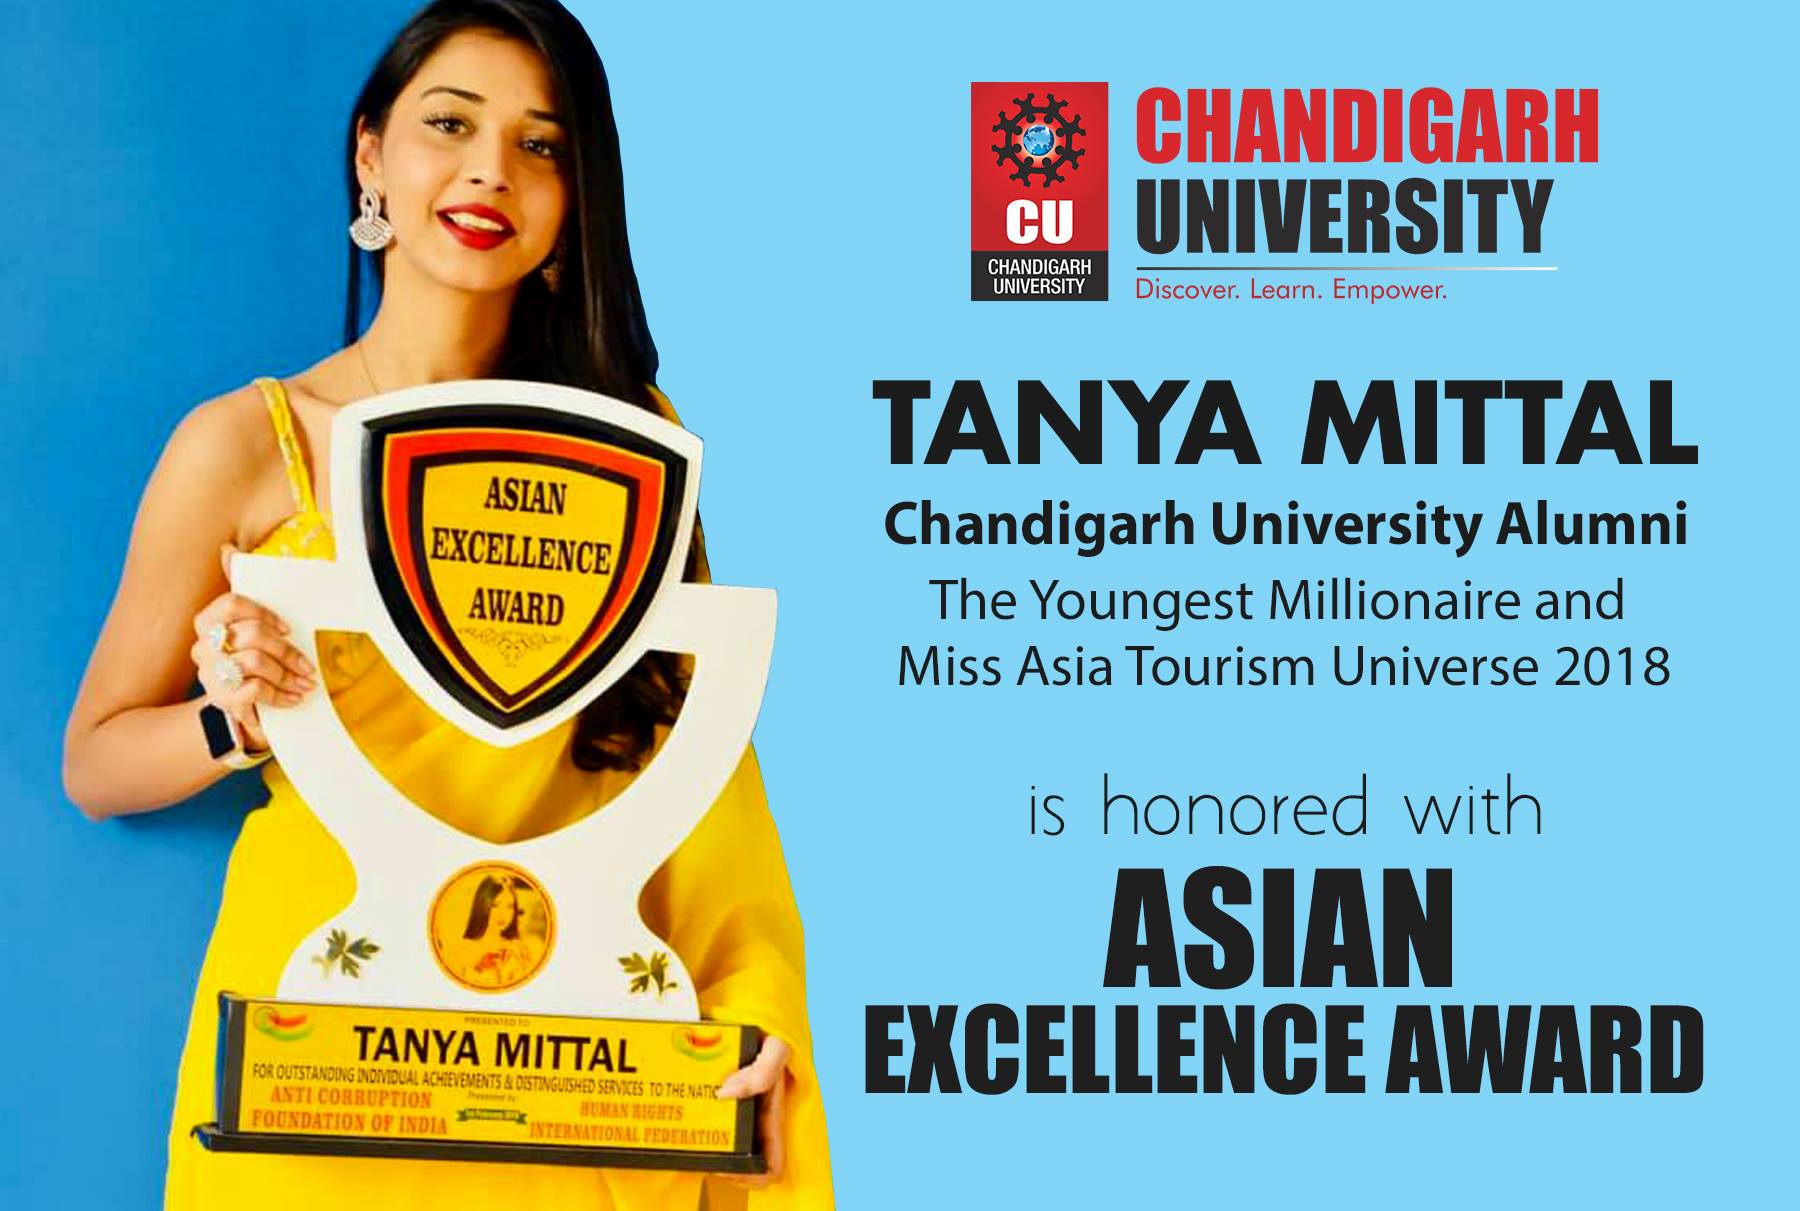 CHANDIGARH
UNIVERSITY
Discover. Learn. Empower.
CU
CHANDIGARH
UNIVERSITY
TANYA MITTAL
Chandigarh University Alumni
The Youngest Millionaire and
Miss Asia Tourism Universe 2018
is honored with
ASIAN
EXCELLENCE AWARD
ASIAN
EXCELLENCE
AWARD
PRESENTED TO
TANYA MITTAL
FOR OUTSTANDING INDIVIDUAL ACHIEVEMENTS & DISTINGUISHED SERVICES TO THE
Presented by
ANTI CORRUPTION
FOUNDATION OF INDIA
HUMAN RIGHTS
INTERNATIONAL FEDERATION